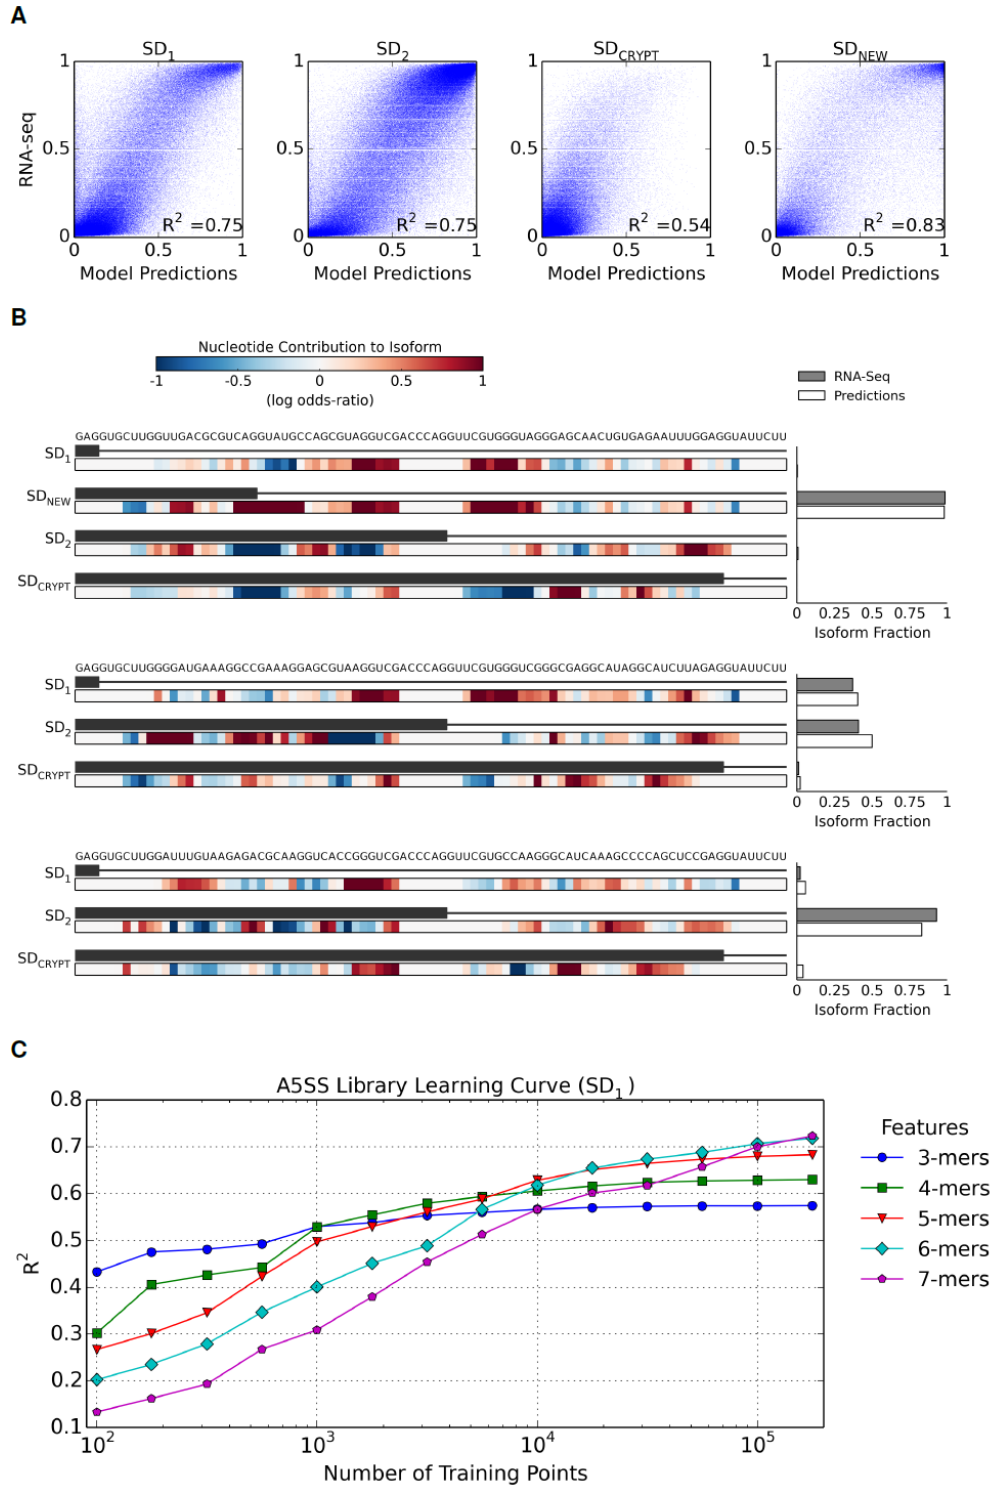 A
SD1 SD2 SDCRYPT SDNEW
RNA-seq
1 1 1 1
0.5 0.5 0.5 0.5
R2 =0.75 R2 =0.75 R2 =0.54 R2 =0.83
0 0 0 0
0 0.5 1 0 0.5 1 0 0.5 1 0 0.5 1
Model Predictions Model Predictions Model Predictions Model Predictions
B
Nucleotide Contribution to Isoform
-1 -0.5 0 0.5 1
(log odds-ratio)
RNA-Seq
Predictions
GAGGUGCUUGGUUGACGCGUCAGGUAUGCCAGCGUAGGUCGACCCAGGUUCGUGGGUAGGGAGCAACUGUGAGAAUUUGGAGGUAUUCUU
SD1
SDNEW
SD2
SDCRYPT
0 0.25 0.5 0.75 1
Isoform Fraction
GAGGUGCUUGGGGAUGAAAGGCCGAAAGGAGCGUAAGGUCGACCCAGGUUCGUGGGUCGGGCGAGGCAUAGGCAUCUUAGAGGUAUUCUU
SD1
SD2
SDCRYPT
0 0.25 0.5 0.75 1
Isoform Fraction
GAGGUGCUUGGAUUUGUAAGAGACGCAAGGUCACCGGGUCGACCCAGGUUCGUGCCAAGGGCAUCAAAGCCCCAGCUCCGAGGUAUUCUU
SD1
SD2
SDCRYPT
0 0.25 0.5 0.75 1
Isoform Fraction
C
A5SS Library Learning Curve (SD1)
R2
0.8
0.7
0.6
0.5
0.4
0.3
0.2
0.1
10^2 10^3 10^4 10^5
Number of Training Points
Features
3-mers
4-mers
5-mers
6-mers
7-mers